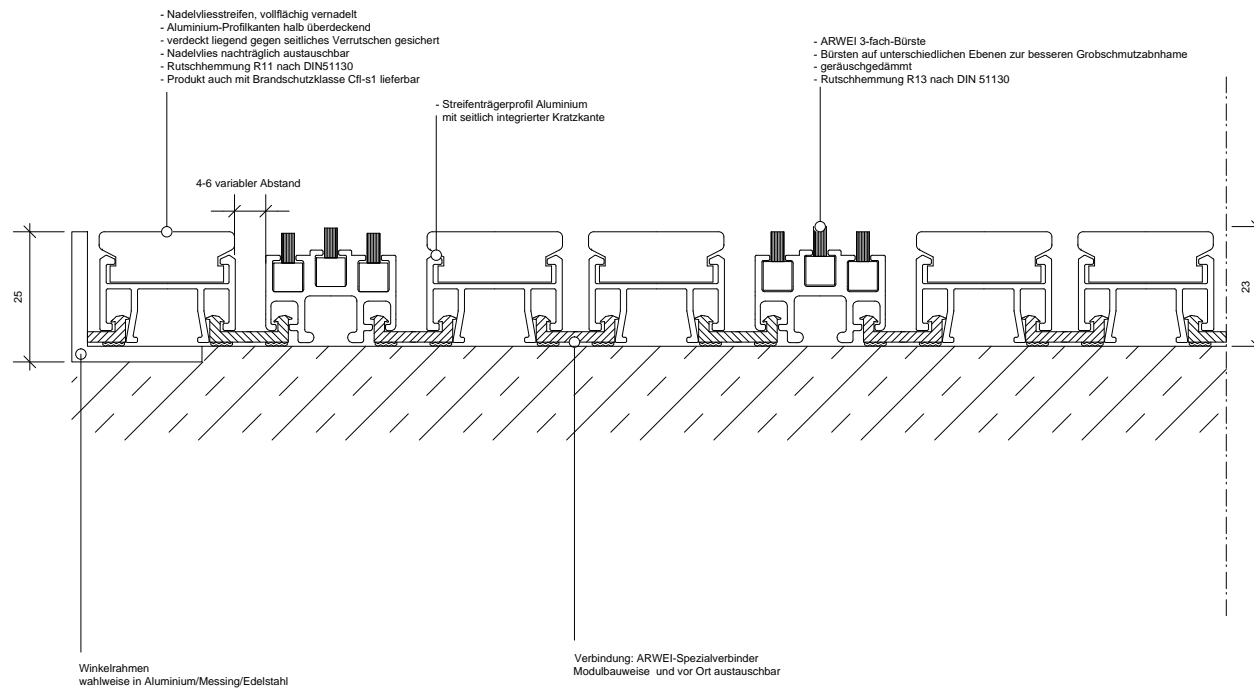 - Nadelvliesstreifen, vollflächig vernadelt
- Aluminium-Profilkanten halb überdeckend
- verdeckt liegend gegen seitliches Verrutschen gesichert
- Nadelvlies nachträglich austauschbar
- Rutschhemmung R11 nach DIN51130
- Produkt auch mit Brandschutzklasse Cfl-s1 lieferbar
- ARWEI 3-fach-Bürste
- Bürsten auf unterschiedlichen Ebenen zur besseren Grobschmutzabnhame
- geräuschgedämmt
- Rutschhemmung R13 nach DIN 51130
- Streifenträgerprofil Aluminium
mit seitlich integrierter Kratzkante
4-6 variabler Abstand
25
23
Winkelrahmen
wahlweise in Aluminium/Messing/Edelstahl
Verbindung: ARWEI-Spezialverbinder
Modulbauweise und vor Ort austauschbar